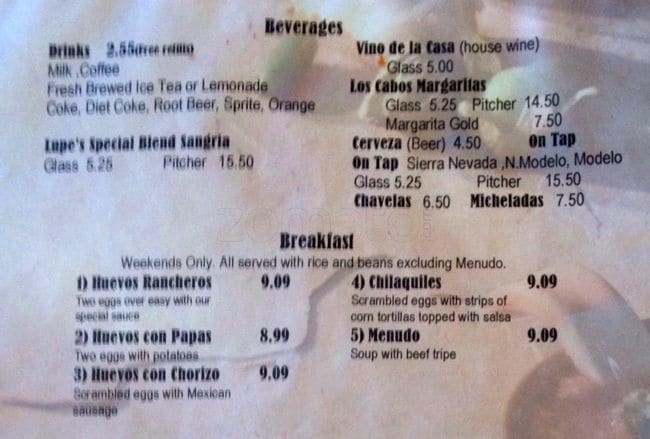 Beverages
Drinks 2.55(free refills)
Milk ,Coffee
Fresh Brewed Ice Tea or Lemonade
Coke, Diet Coke, Root Beer, Sprite, Orange
Lupe's Special Blend Sangria
Glass 5.25 Pitcher 15.50
Vino de la Casa (house wine)
Glass 5.00
Los Cabos Margaritas
Glass 5.25 Pitcher 14.50
Margarita Gold 7.50
Cerveza (Beer) 4.50 On Tap
On Tap Sierra Nevada ,N.Modelo, Modelo
Glass 5.25 Pitcher 15.50
Chavelas 6.50 Micheladas 7.50
zomato
Breakfast
Weekends Only. All served with rice and beans excluding Menudo.
1) Huevos Rancheros 9.09
Two eggs over easy with our
special sauce
2) Huevos con Papas 8.99
Two eggs with potatoes
3) Huevos con Chorizo 9.09
Scrambled eggs with Mexican
sausage
4) Chilaquiles 9.09
Scrambled eggs with strips of
corn tortillas topped with salsa
5) Menudo 9.09
Soup with beef tripe